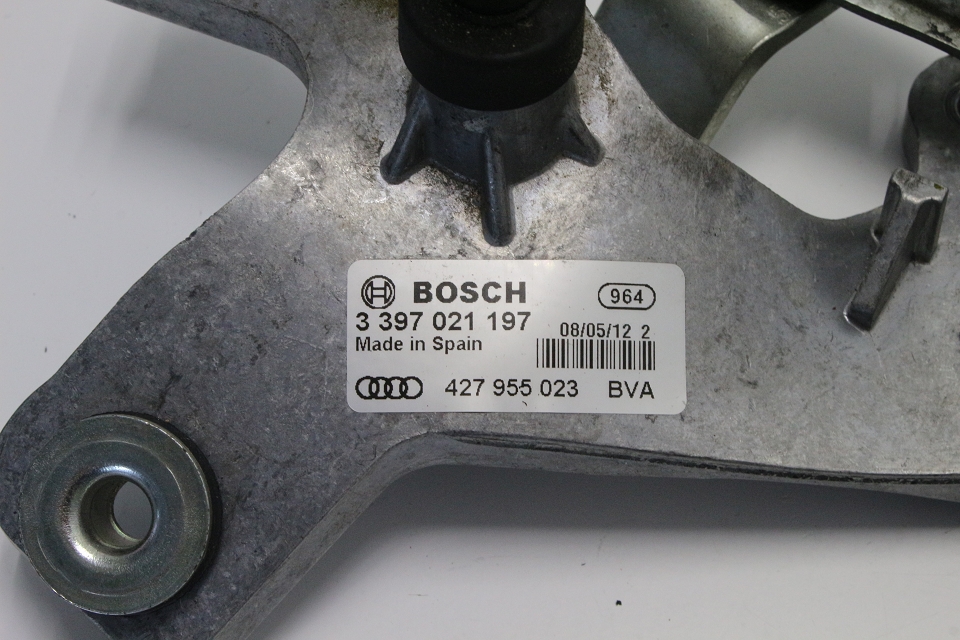 BOSCH 964
3 397 021 197
08/05/12 2
Made in Spain
427 955 023 BVA